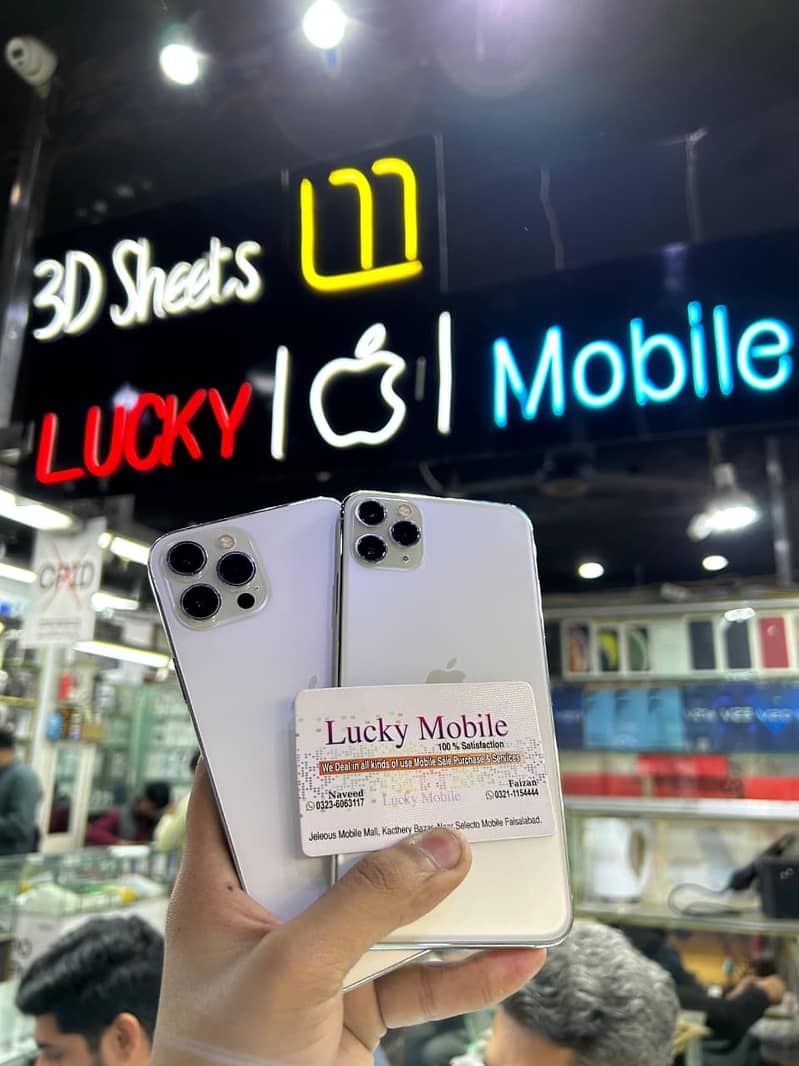 3D Sheets
LUCKY
Mobile
CPID
Lucky Mobile
100 % Satisfaction
We Deal in all kinds of use Mobile Sale Purchase & Services
Naveed
0323-6063117
Lucky Mobile
Faizan
0321-1154444
Jeleous Mobile Mall, Kacthery Bazar, Near Selecto Mobile Faisalabad.